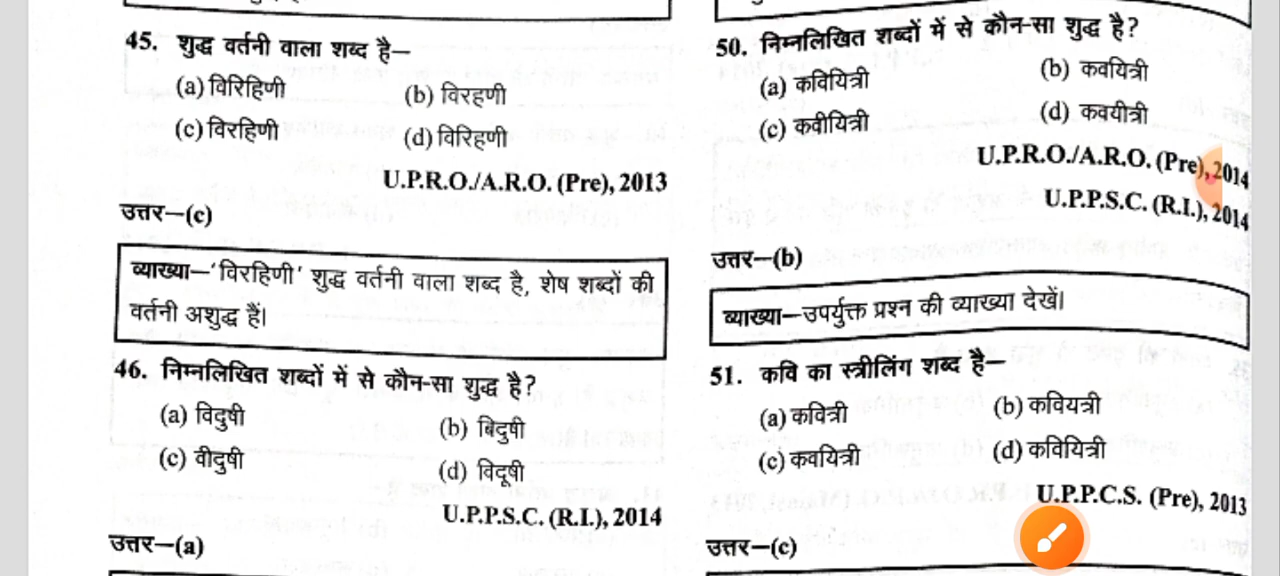 45. शुद्ध वर्तनी वाला शब्द है–
(a) विरिहिणी (b) विरहणी
(c) विरहिणी (d) विरिहणी
U.P.R.O./A.R.O. (Pre), 2013
उत्तर–(c)
व्याख्या–‘विरहिणी’ शुद्ध वर्तनी वाला शब्द है, शेष शब्दों की
वर्तनी अशुद्ध हैं।
46. निम्नलिखित शब्दों में से कौन-सा शुद्ध है?
(a) विदुषी (b) बिदुषी
(c) वीदुषी (d) विदूषी
U.P.P.S.C. (R.I.), 2014
उत्तर–(a)
50. निम्नलिखित शब्दों में से कौन-सा शुद्ध है?
(a) कवियित्री (b) कवयित्री
(c) कवीयित्री (d) कवयीत्री
U.P.R.O./A.R.O. (Pre), 2014
U.P.P.S.C. (R.I.), 2014
उत्तर–(b)
व्याख्या–उपर्युक्त प्रश्न की व्याख्या देखें।
51. कवि का स्त्रीलिंग शब्द है–
(a) कवित्री (b) कवियत्री
(c) कवयित्री (d) कवियित्री
U.P.P.C.S. (Pre), 2013
उत्तर–(c)